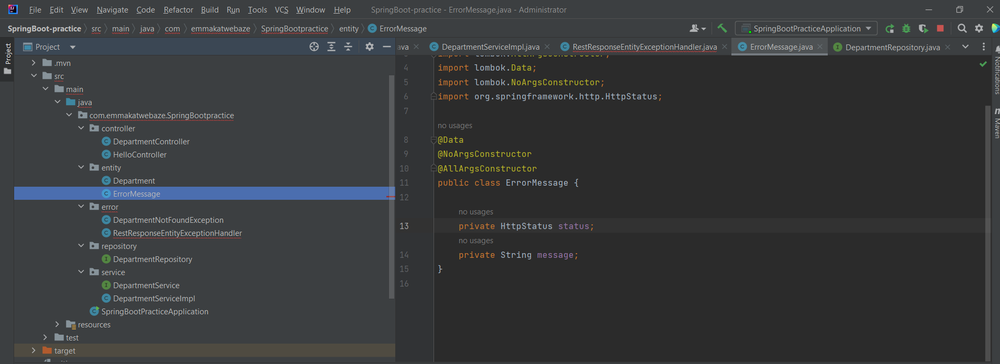 File Edit View Navigate Code Refactor Build Run Tools VCS Window Help SpringBoot-practice - ErrorMessage.java - Administrator
SpringBoot-practice src main java com emmakatwebaze SpringBootpractice entity ErrorMessage SpringBootPracticeApplication
Project
Project
ava DepartmentServiceImpl.java RestResponseEntityExceptionHandler.java ErrorMessage.java DepartmentRepository.java
.mvn
src
main
java
com.emmakatwebaze.SpringBootpractice
controller
DepartmentController
HelloController
entity
Department
ErrorMessage
error
DepartmentNotFoundException
RestResponseEntityExceptionHandler
repository
DepartmentRepository
service
DepartmentService
DepartmentServiceImpl
SpringBootPracticeApplication
resources
test
target
import lombok.AllArgsConstructor;
4 import lombok.Data;
5 import lombok.NoArgsConstructor;
6 import org.springframework.http.HttpStatus;
7
no usages
8 @Data
9 @NoArgsConstructor
10 @AllArgsConstructor
11 public class ErrorMessage {
12
no usages
13 private HttpStatus status;
no usages
14 private String message;
15 }
16
Notifications
Maven